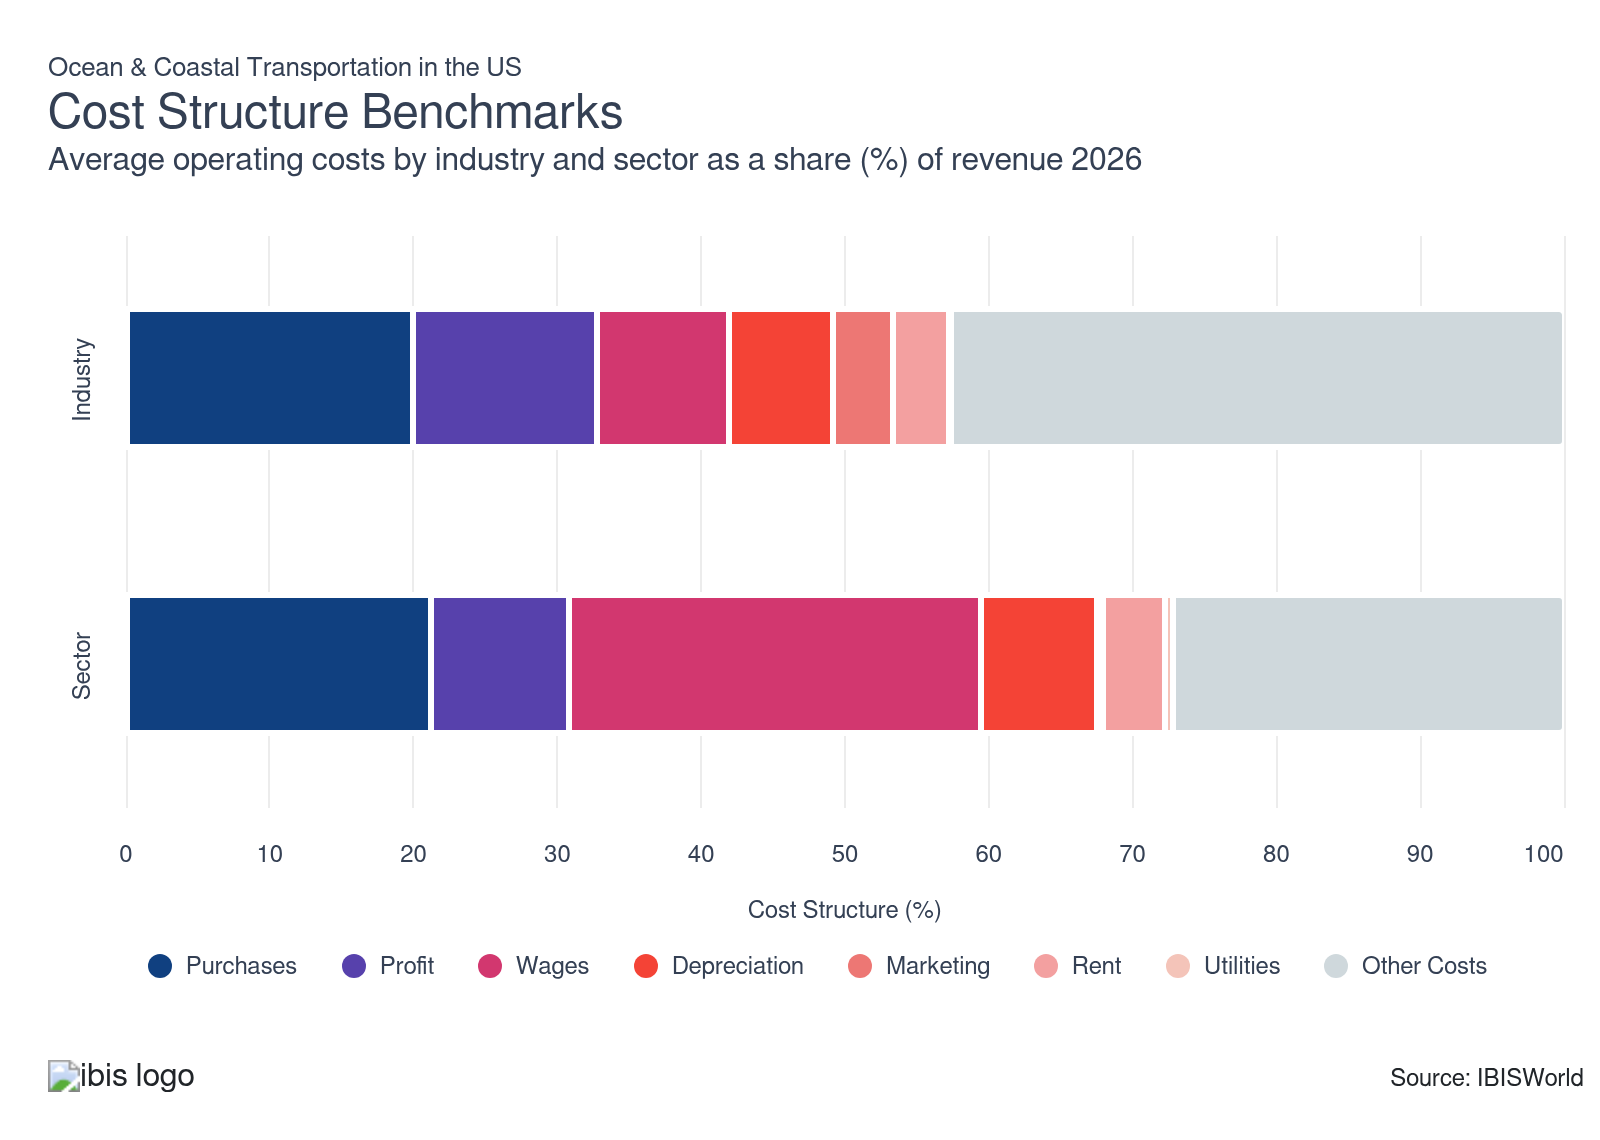 Ocean & Coastal Transportation in the US
Cost Structure Benchmarks
Average operating costs by industry and sector as a share (%) of revenue 2026
Industry
Sector
0 10 20 30 40 50 60 70 80 90 100
Cost Structure (%)
Purchases Profit Wages Depreciation Marketing Rent Utilities Other Costs
ibis logo
Source: IBISWorld